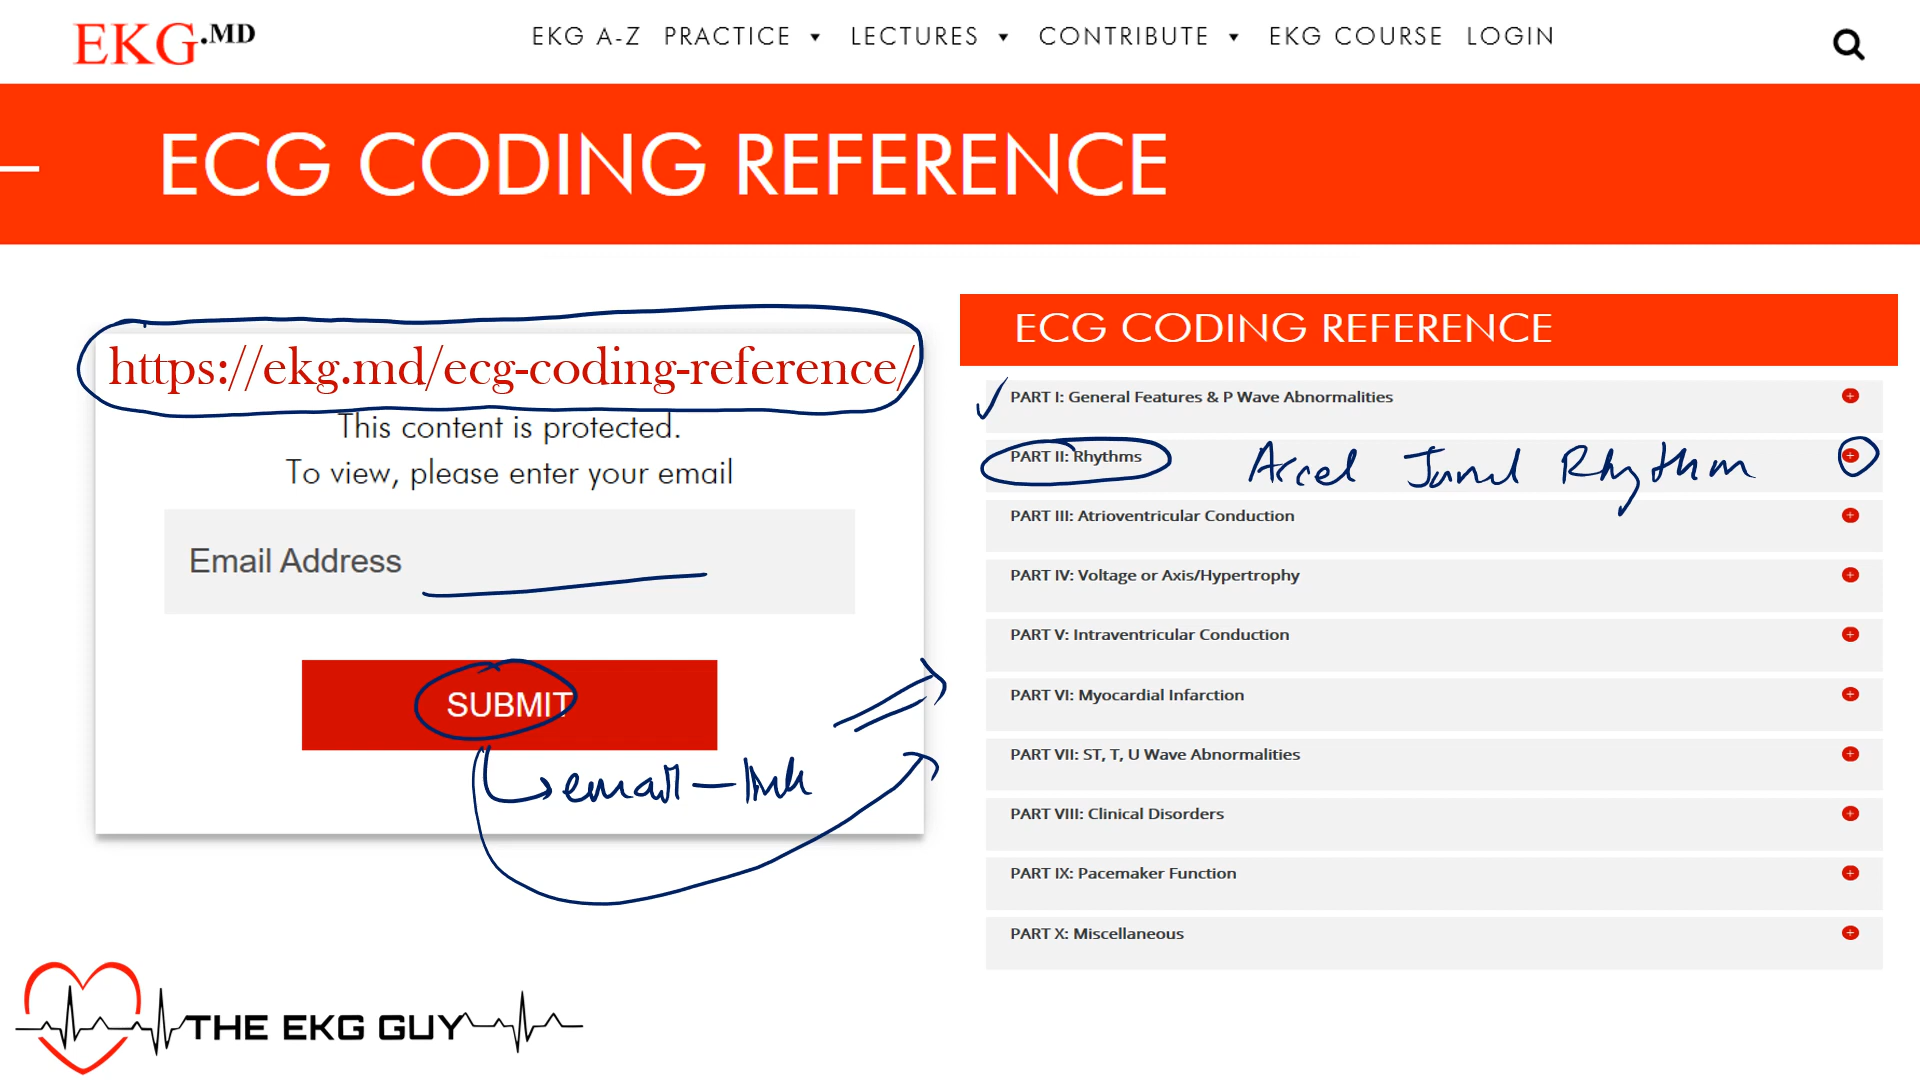 EKG.MD
EKG A-Z PRACTICE LECTURES CONTRIBUTE EKG COURSE LOGIN
ECG CODING REFERENCE
https://ekg.md/ecg-coding-reference/
This content is protected.
To view, please enter your email
Email Address
SUBMIT
email - link
ECG CODING REFERENCE
PART I: General Features & P Wave Abnormalities
PART II: Rhythms Accel Junl Rhythm
PART III: Atrioventricular Conduction
PART IV: Voltage or Axis/Hypertrophy
PART V: Intraventricular Conduction
PART VI: Myocardial Infarction
PART VII: ST, T, U Wave Abnormalities
PART VIII: Clinical Disorders
PART IX: Pacemaker Function
PART X: Miscellaneous
THE EKG GUY